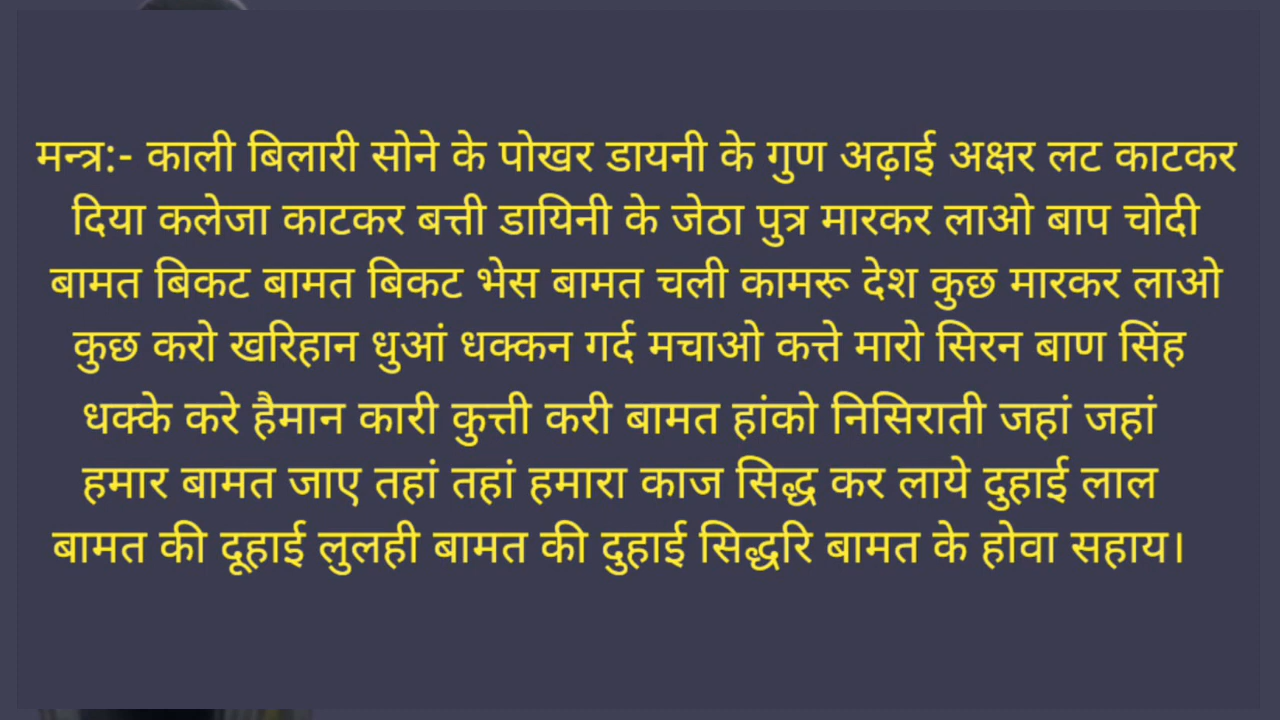 मन्त्र:- काली बिलारी सोने के पोखर डायनी के गुण अढ़ाई अक्षर लट काटकर
दिया कलेजा काटकर बत्ती डायिनी के जेठा पुत्र मारकर लाओ बाप चोदी
बामत बिकट बामत बिकट भेस बामत चली कामरू देश कुछ मारकर लाओ
कुछ करो खरिहान धुआं धक्कन गर्द मचाओ कत्ते मारो सिरन बाण सिंह
धक्के करे हैमान कारी कुत्ती करी बामत हांको निसिराती जहां जहां
हमार बामत जाए तहां तहां हमारा काज सिद्ध कर लाये दुहाई लाल
बामत की दूहाई लुलही बामत की दुहाई सिद्धरि बामत के होवा सहाय।